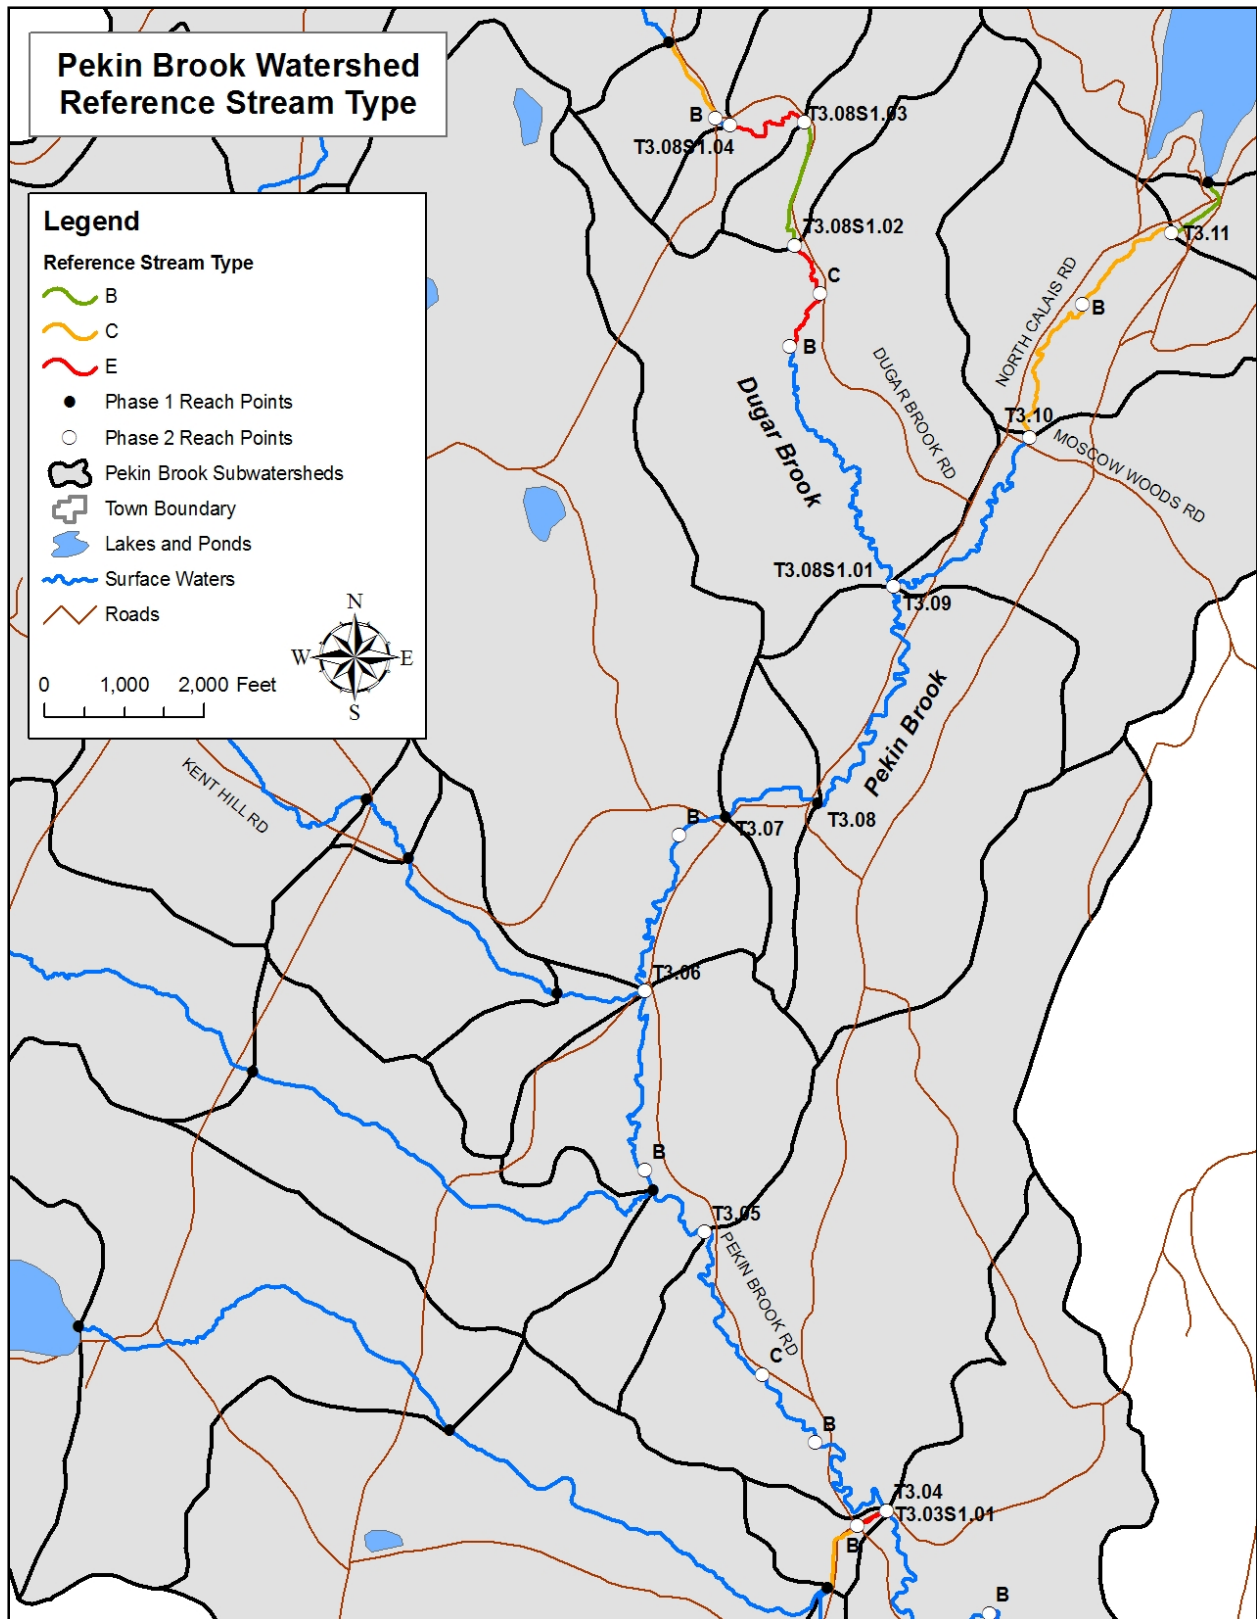 Pekin Brook Watershed
Reference Stream Type
Legend
Reference Stream Type
B
C
E
Phase 1 Reach Points
Phase 2 Reach Points
Pekin Brook Subwatersheds
Town Boundary
Lakes and Ponds
Surface Waters
Roads
N
W E
S
0 1,000 2,000 Feet
B
T3.08S1.03
T3.08S1.04
T3.08S1.02
T3.11
C
B
NORTH CALAIS RD
B
DUGAR BROOK RD
Dugar Brook
T3.10
MOSCOW WOODS RD
T3.08S1.01
T3.09
Pekin Brook
KENT HILL RD
B
T3.07
T3.08
T3.06
B
T3.05
PEKIN BROOK RD
C
B
T3.04
T3.03S1.01
B
B